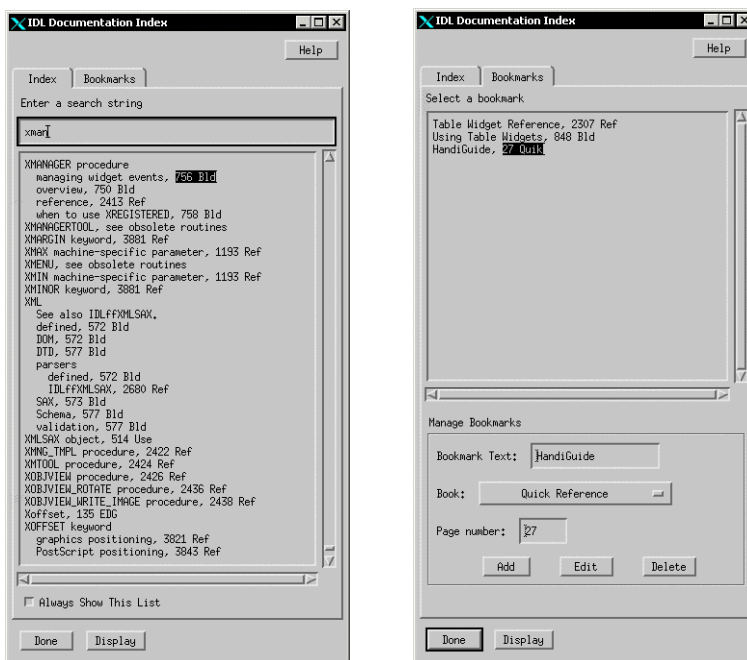 IDL Documentation Index
Help
Index
Bookmarks
Enter a search string
xman
XMANAGER procedure
managing widget events, 756 Bld
overview, 750 Bld
reference, 2413 Ref
when to use XREGISTERED, 758 Bld
XMANAGERTOOL, see obsolete routines
XMARGIN keyword, 3881 Ref
XMAX machine-specific parameter, 1193 Ref
XMENU, see obsolete routines
XMIN machine-specific parameter, 1193 Ref
XMINOR keyword, 3881 Ref
XML
See also IDLffXMLSAX.
defined, 572 Bld
DOM, 572 Bld
DTD, 577 Bld
parsers
defined, 572 Bld
IDLffXMLSAX, 2680 Ref
SAX, 573 Bld
Schema, 577 Bld
validation, 577 Bld
XMLSAX object, 514 Use
XMNG_TMPL procedure, 2422 Ref
XMTOOL procedure, 2424 Ref
XOBJVIEW procedure, 2426 Ref
XOBJVIEW_ROTATE procedure, 2436 Ref
XOBJVIEW_WRITE_IMAGE procedure, 2438 Ref
Xoffset, 135 EDG
XOFFSET keyword
graphics positioning, 3821 Ref
PostScript positioning, 3843 Ref
Always Show This List
Done
Display
IDL Documentation Index
Help
Index
Bookmarks
Select a bookmark
Table Widget Reference, 2307 Ref
Using Table Widgets, 848 Bld
HandiGuide, 27 Quik
Manage Bookmarks
Bookmark Text: HandiGuide
Book: Quick Reference
Page number: 27
Add
Edit
Delete
Done
Display